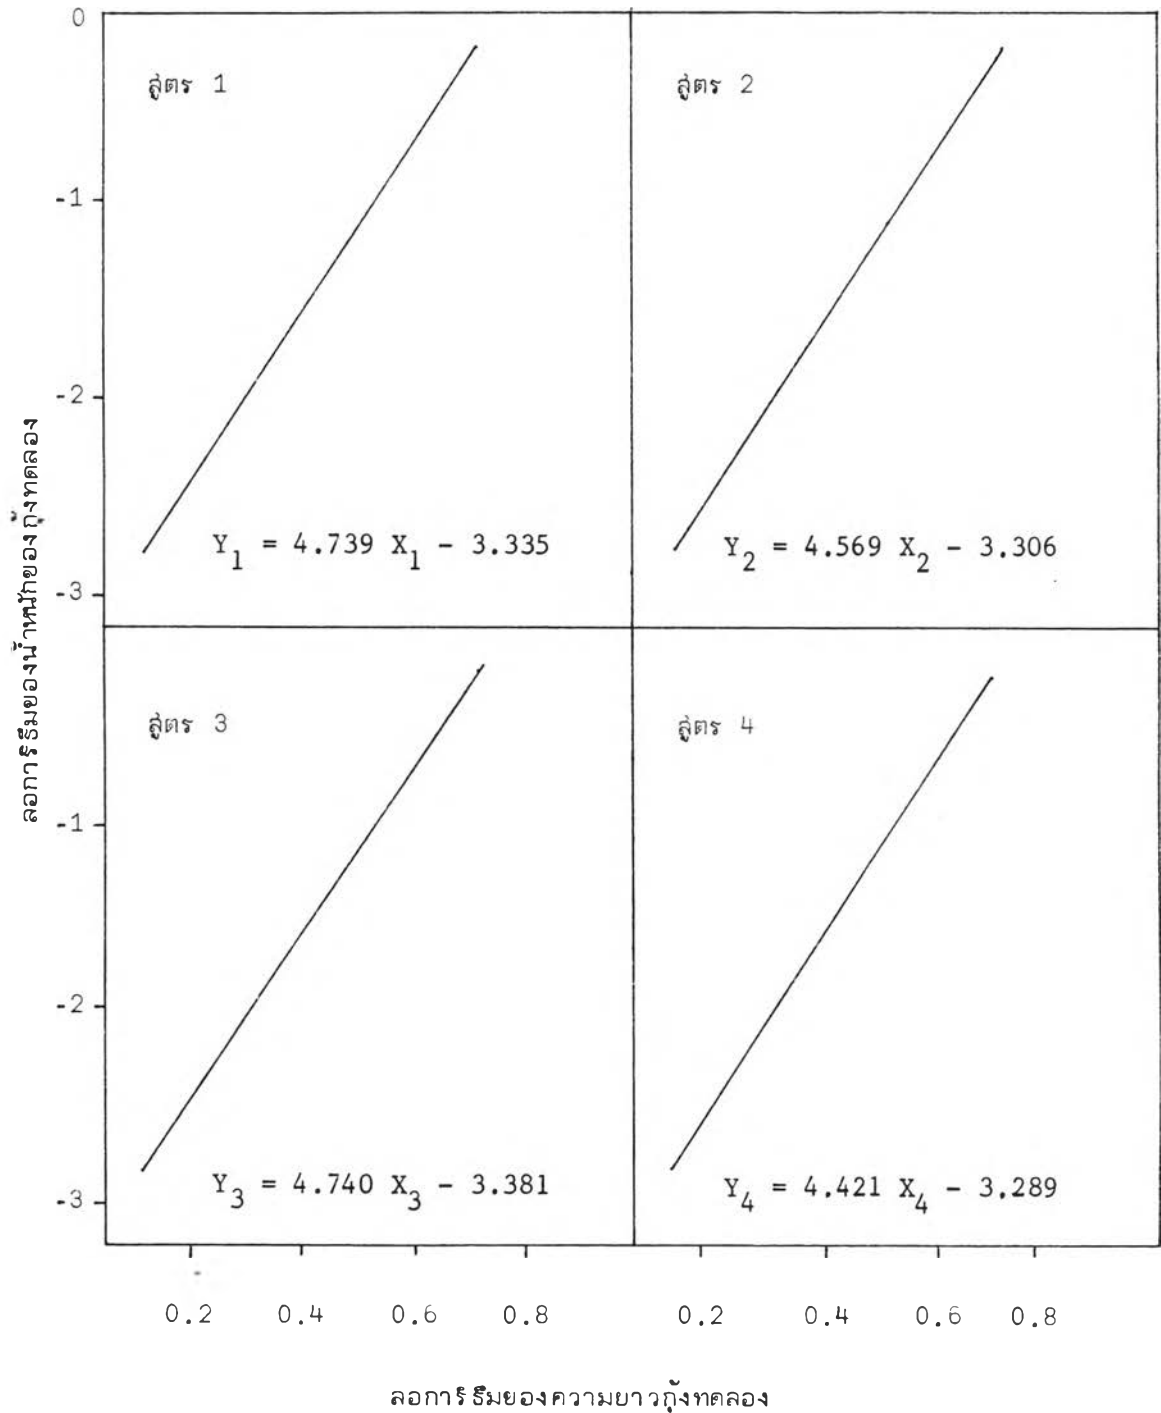 0
สูตร 1
สูตร 2
-1
-2
Y1 = 4.739 X1 - 3.335
Y2 = 4.569 X2 - 3.306
-3
ลอการิธึมของน้ำหนักของกุ้งทดลอง
สูตร 3
สูตร 4
-1
-2
Y3 = 4.740 X3 - 3.381
Y4 = 4.421 X4 - 3.289
-3
0.2 0.4 0.6 0.8 0.2 0.4 0.6 0.8
ลอการิธึมของความยาวกุ้งทดลอง